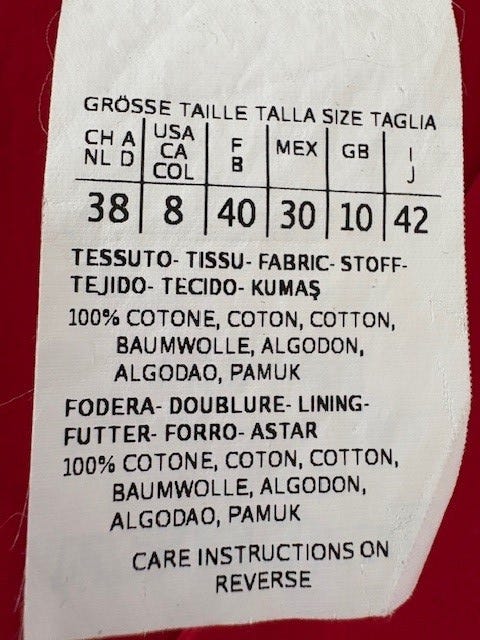 GRÖSSE TAILLE TALLA SIZE TAGLIA
CH A NL D | USA CA COL | F B | MEX | GB | I J
38 | 8 | 40 | 30 | 10 | 42
TESSUTO- TISSU- FABRIC- STOFF-
TEJIDO- TECIDO- KUMAŞ
100% COTONE, COTON, COTTON,
BAUMWOLLE, ALGODON,
ALGODAO, PAMUK
FODERA- DOUBLURE- LINING-
FUTTER- FORRO- ASTAR
100% COTONE, COTON, COTTON,
BAUMWOLLE, ALGODON,
ALGODAO, PAMUK
CARE INSTRUCTIONS ON
REVERSE